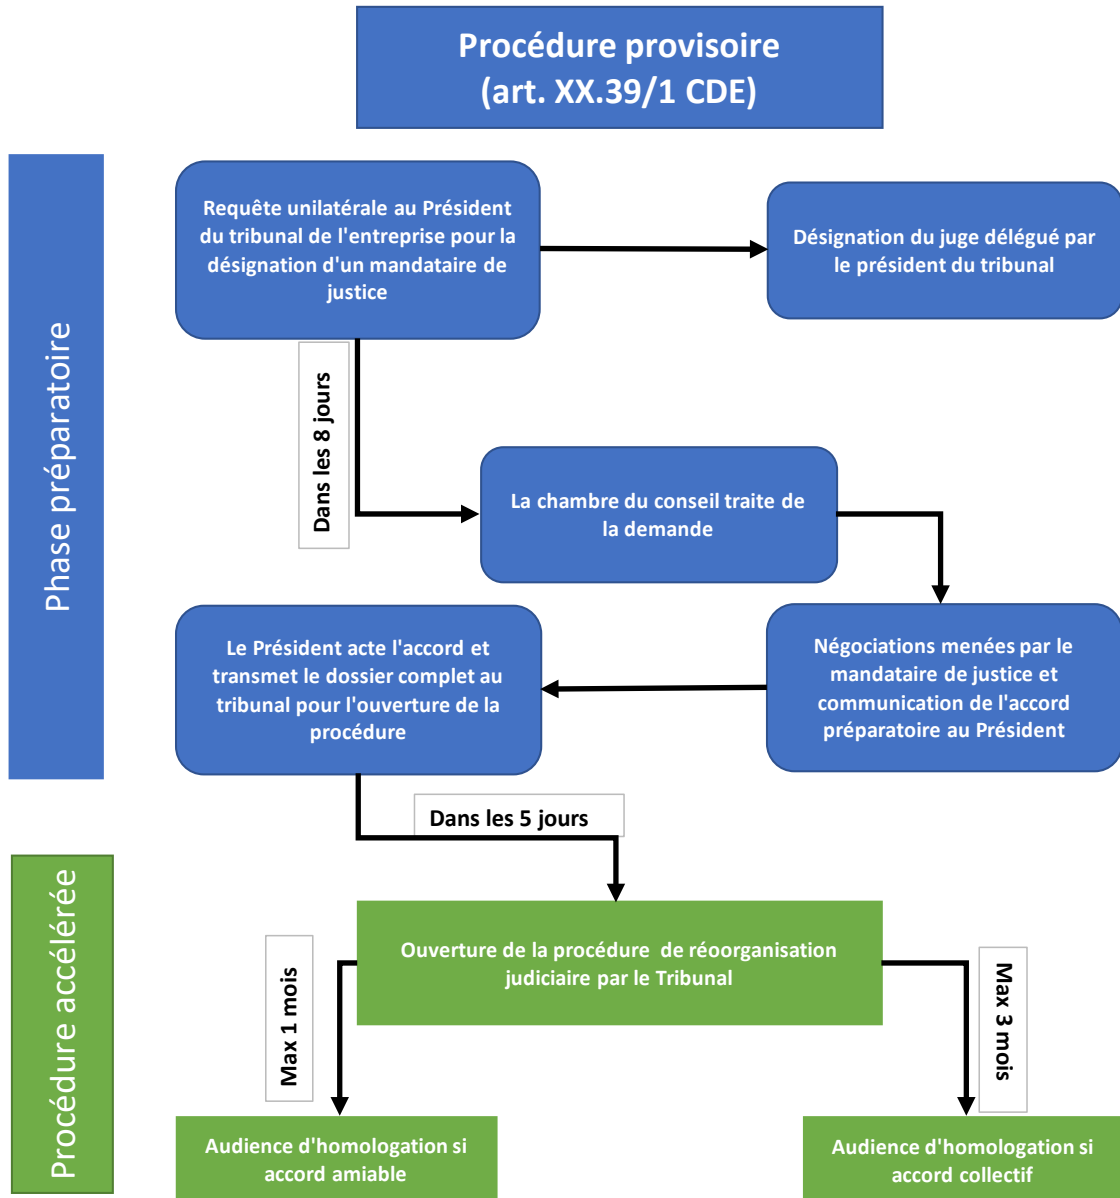 Procédure provisoire
(art. XX.39/1 CDE)
Phase préparatoire
Requête unilatérale au Président
du tribunal de l'entreprise pour la
désignation d'un mandataire de
justice
Désignation du juge délégué par
le président du tribunal
Dans les 8 jours
La chambre du conseil traite de
la demande
Négociations menées par le
mandataire de justice et
communication de l'accord
préparatoire au Président
Le Président acte l'accord et
transmet le dossier complet au
tribunal pour l'ouverture de la
procédure
Dans les 5 jours
Procédure accélérée
Ouverture de la procédure de réoorganisation
judiciaire par le Tribunal
Max 1 mois
Max 3 mois
Audience d'homologation si
accord amiable
Audience d'homologation si
accord collectif